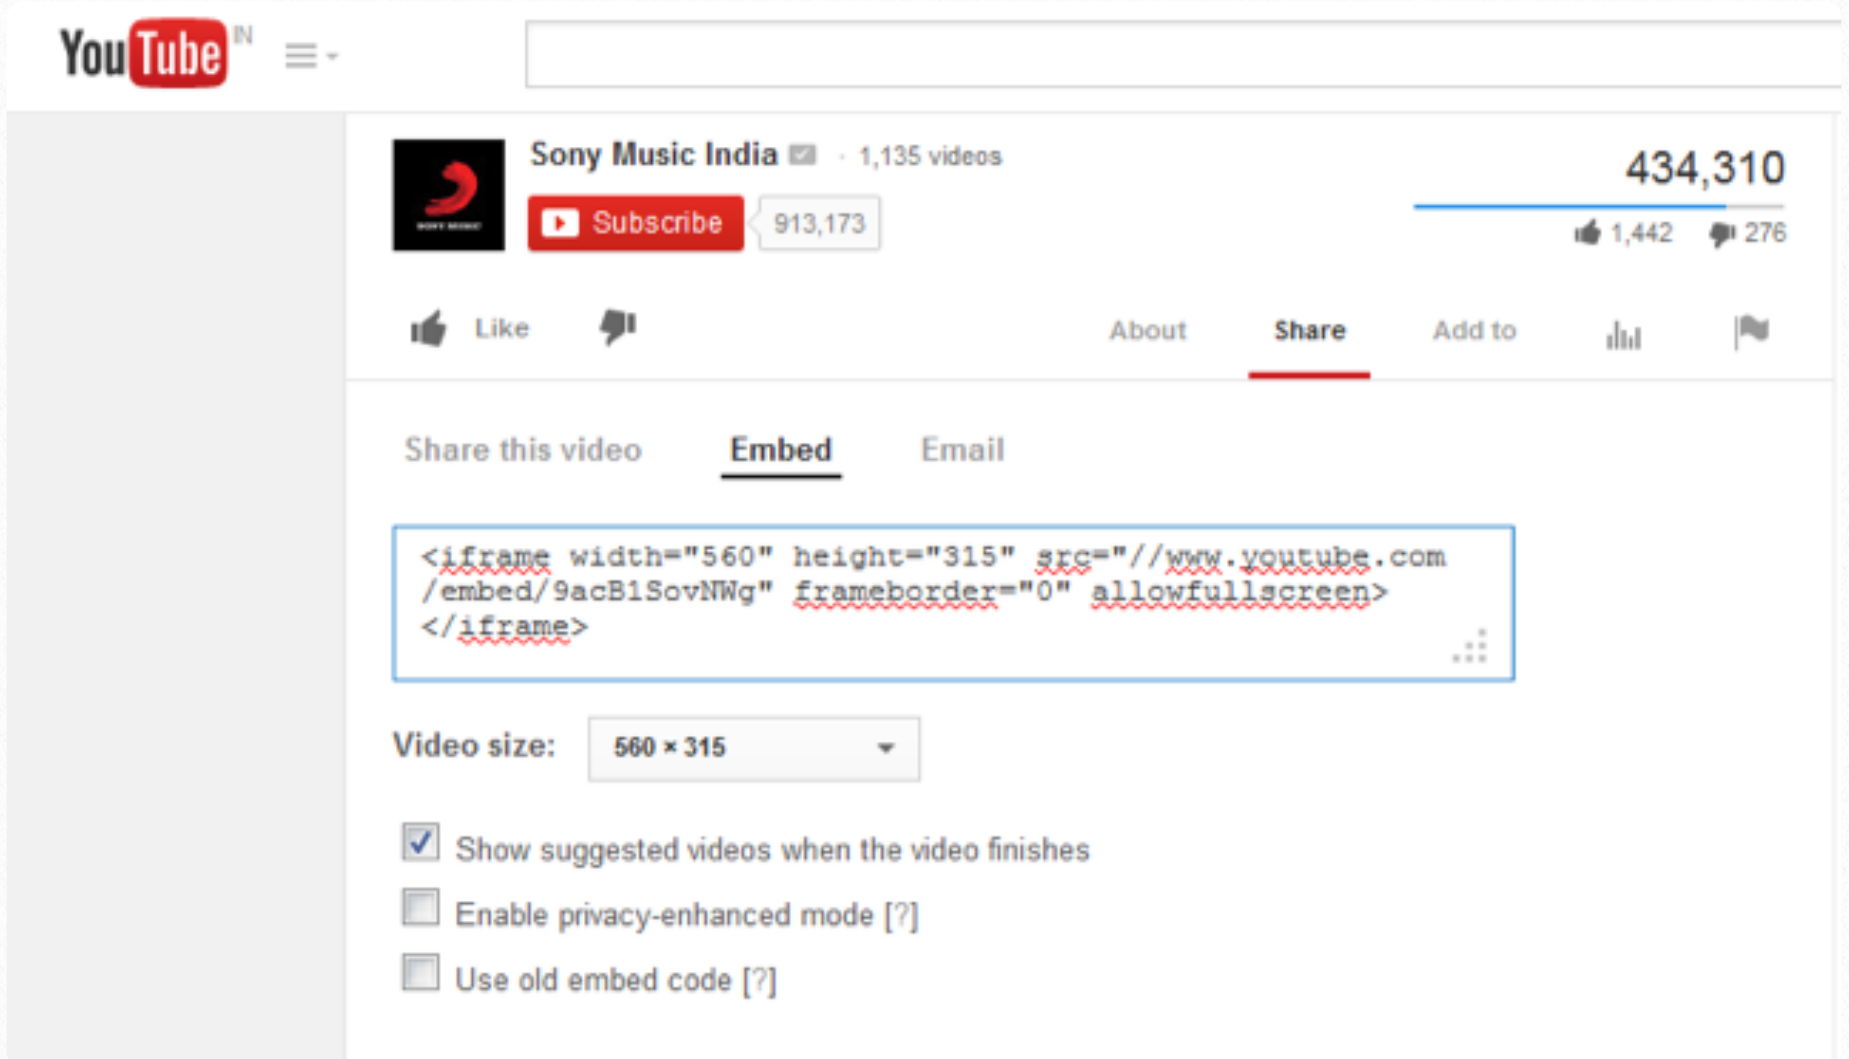 YouTube IN
Sony Music India · 1,135 videos
434,310
Subscribe 913,173
1,442 276
SONY MUSIC
Like About Share Add to
Share this video Embed Email
<iframe width="560" height="315" src="//www.youtube.com
/embed/9acB1SovNWg" frameborder="0" allowfullscreen>
</iframe>
Video size: 560 × 315
Show suggested videos when the video finishes
Enable privacy-enhanced mode [?]
Use old embed code [?]